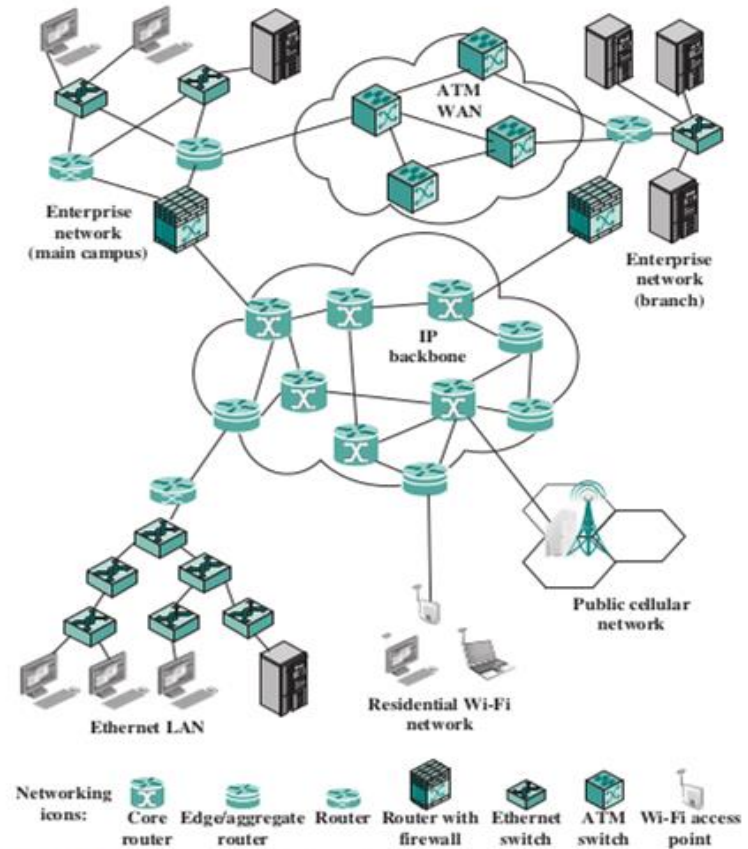 ATM
WAN
Enterprise
network
(main campus)
Enterprise
network
(branch)
IP
backbone
Public cellular
network
Residential Wi-Fi
network
Ethernet LAN
Networking
icons:
Core
router
Edge/aggregate
router
Router
Router with
firewall
Ethernet
switch
ATM
switch
Wi-Fi access
point